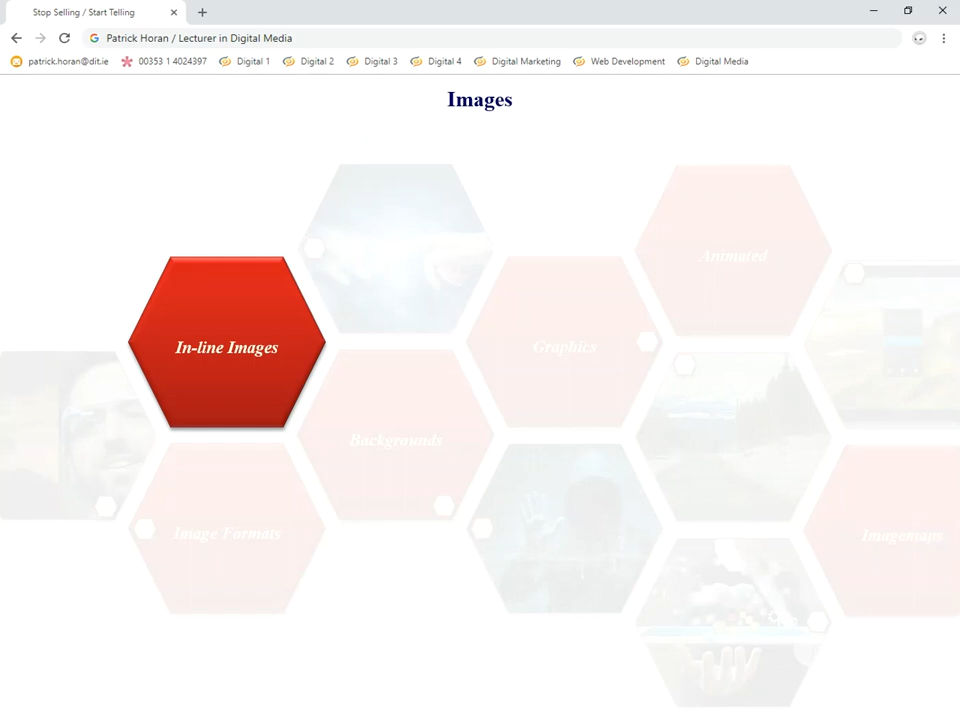 Stop Selling / Start Telling
Patrick Horan / Lecturer in Digital Media
patrick.horan@dit.ie 00353 1 4024397 Digital 1 Digital 2 Digital 3 Digital 4 Digital Marketing Web Development Digital Media
Images
Animated
In-line Images
Graphics
Backgrounds
Image Formats
Imagemaps